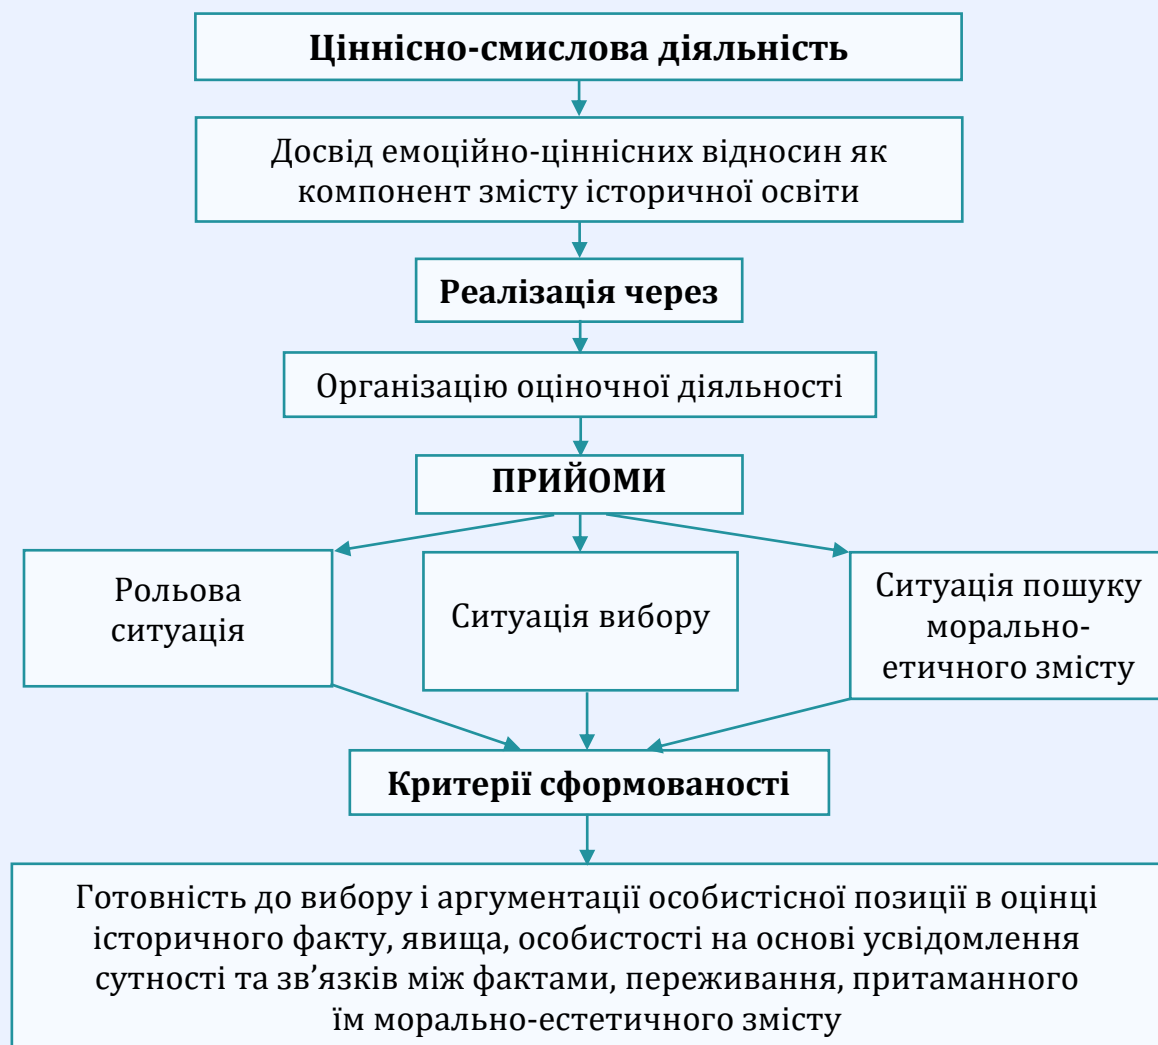 Ціннісно-смислова діяльність
Досвід емоційно-ціннісних відносин як
компонент змісту історичної освіти
Реалізація через
Організацію оціночної діяльності
ПРИЙОМИ
Рольова
ситуація
Ситуація вибору
Ситуація пошуку
морально-
етичного змісту
Критерії сформованості
Готовність до вибору і аргументації особистісної позиції в оцінці
історичного факту, явища, особистості на основі усвідомлення
сутності та зв’язків між фактами, переживання, притаманного
їм морально-естетичного змісту